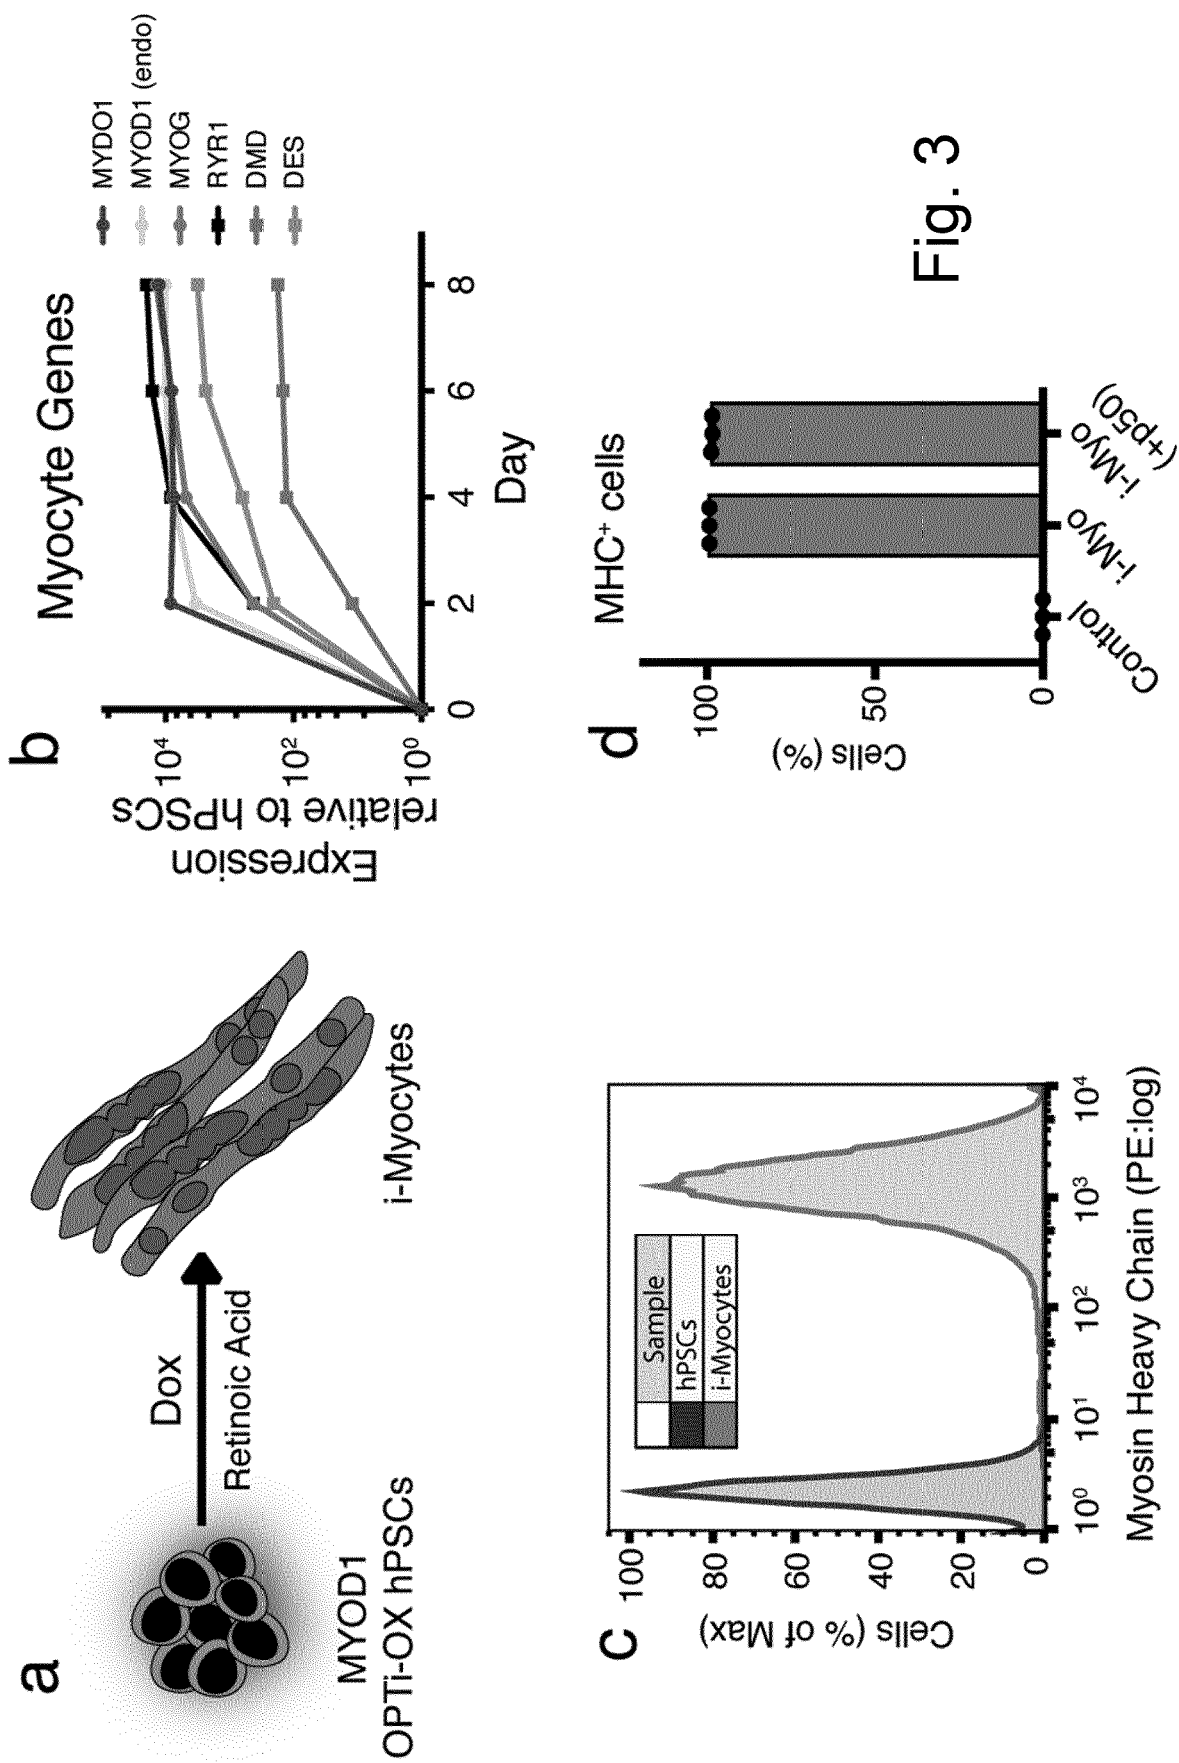 a
MYOD1
OPTi-OX hPSCs
Dox
Retinoic Acid
i-Myocytes
b
Myocyte Genes
Expression
relative to hPSCs
10⁴
10²
10⁰
0
2
4
6
8
Day
MYDO1
MYOD1 (endo)
MYOG
RYR1
DMD
DES
c
Cells (% of Max)
100
80
60
40
20
0
10⁰
10¹
10²
10³
10⁴
Myosin Heavy Chain (PE:log)
Sample
hPSCs
i-Myocytes
d
MHC⁺ cells
Cells (%)
100
50
0
Control
i-Myo
i-Myo
(+p50)
Fig. 3